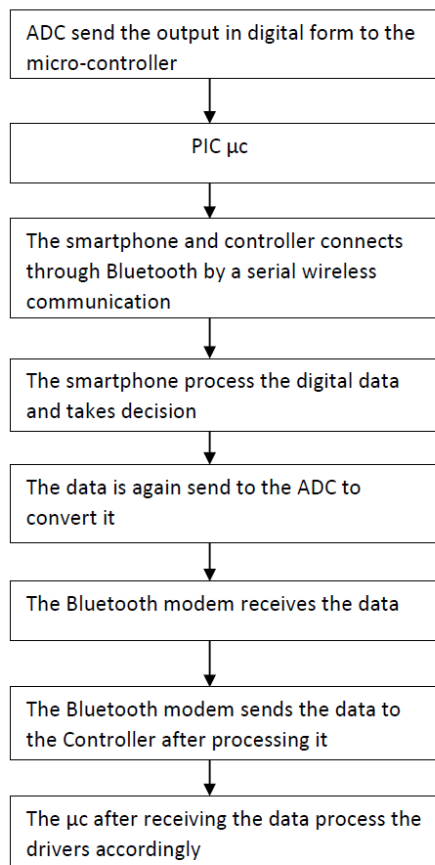 ADC send the output in digital form to the
micro-controller
PIC µc
The smartphone and controller connects
through Bluetooth by a serial wireless
communication
The smartphone process the digital data
and takes decision
The data is again send to the ADC to
convert it
The Bluetooth modem receives the data
The Bluetooth modem sends the data to
the Controller after processing it
The µc after receiving the data process the
drivers accordingly